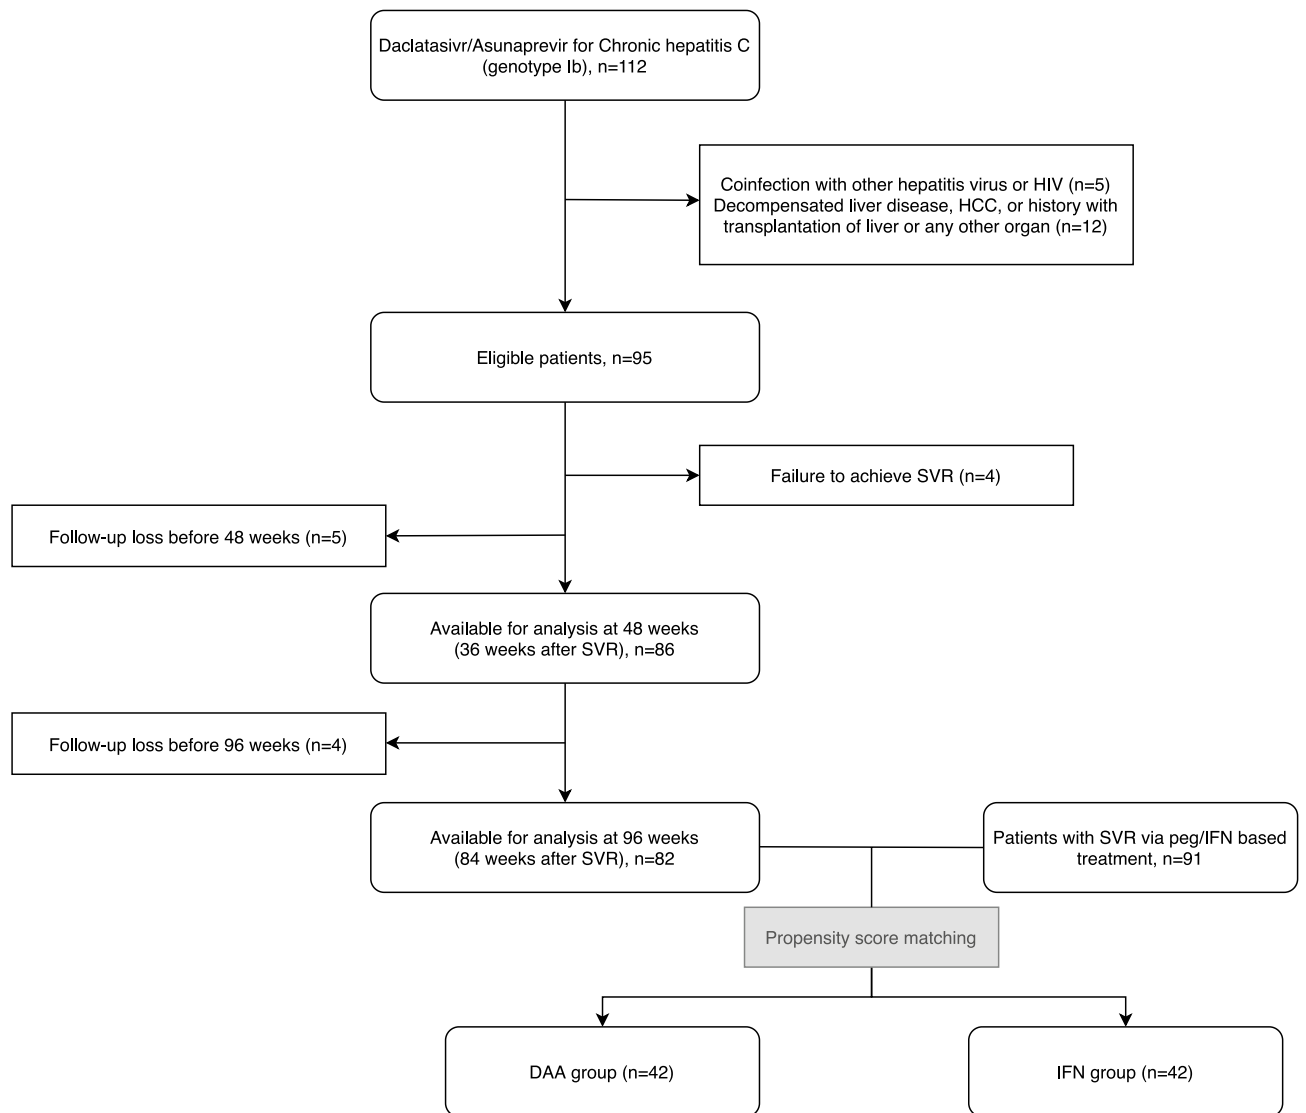 Daclatasivr/Asunaprevir for Chronic hepatitis C
(genotype Ib), n=112
Coinfection with other hepatitis virus or HIV (n=5)
Decompensated liver disease, HCC, or history with
transplantation of liver or any other organ (n=12)
Eligible patients, n=95
Failure to achieve SVR (n=4)
Follow-up loss before 48 weeks (n=5)
Available for analysis at 48 weeks
(36 weeks after SVR), n=86
Follow-up loss before 96 weeks (n=4)
Available for analysis at 96 weeks
(84 weeks after SVR), n=82
Patients with SVR via peg/IFN based
treatment, n=91
Propensity score matching
DAA group (n=42)
IFN group (n=42)